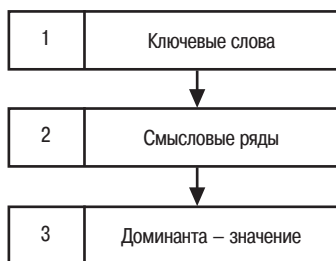 1 Ключевые слова
2 Смысловые ряды
3 Доминанта – значение